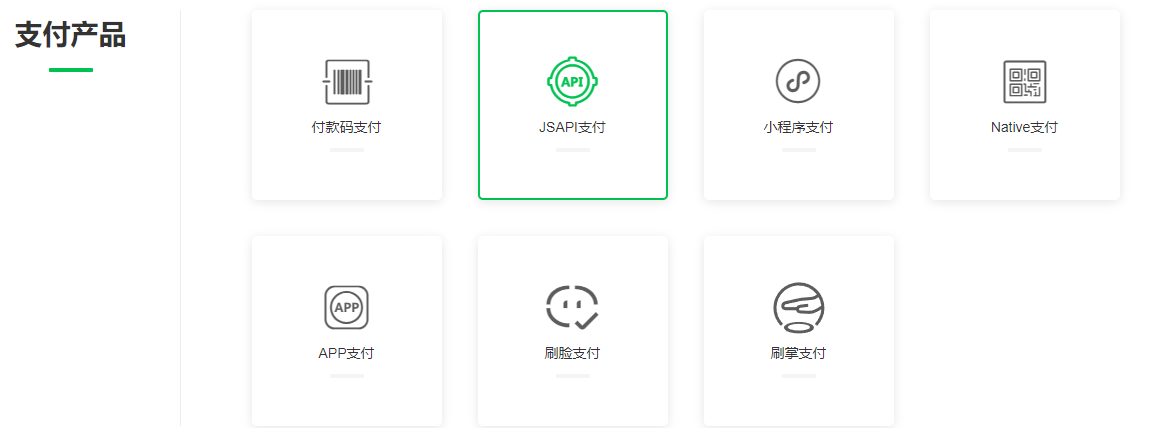 支付产品
付款码支付
API
JSAPI支付
小程序支付
Native支付
APP
APP支付
刷脸支付
刷掌支付